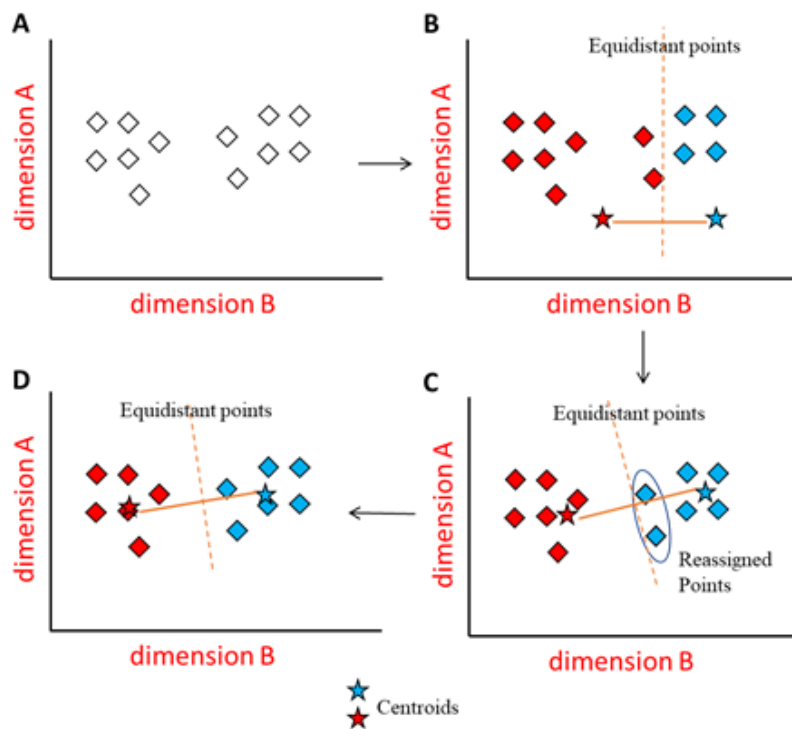 A
dimension A
dimension B
B
Equidistant points
dimension A
dimension B
D
Equidistant points
dimension A
dimension B
C
Equidistant points
dimension A
Reassigned
Points
dimension B
Centroids